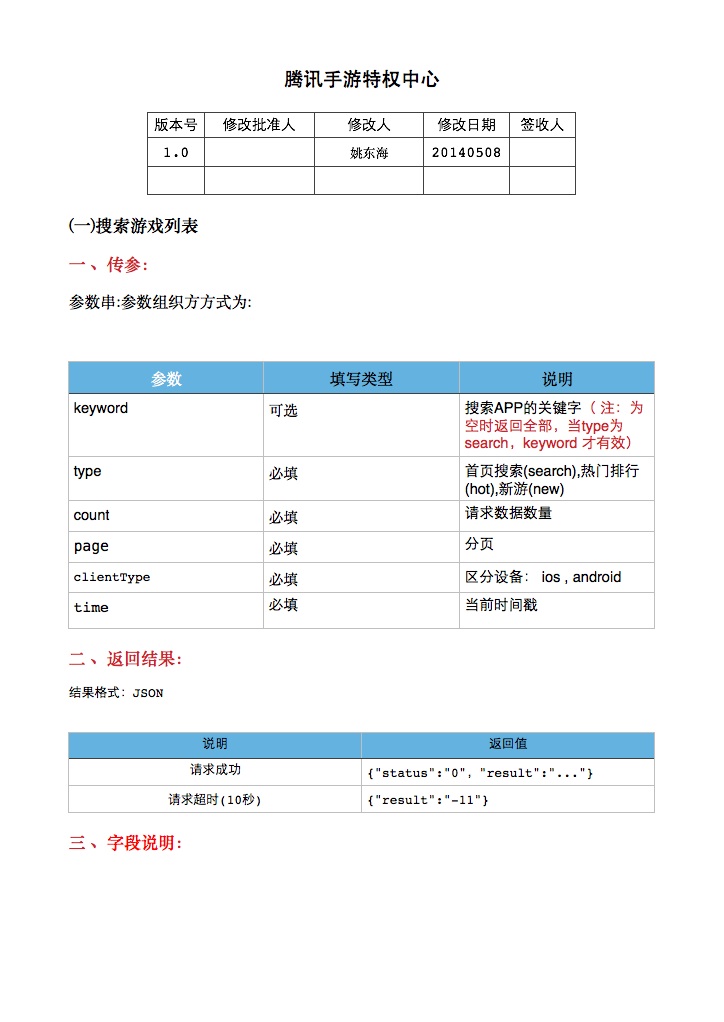 腾讯手游特权中心
版本号 修改批准人 修改人 修改日期 签收人
1.0 姚东海 20140508
(一)搜索游戏列表
一、传参：
参数串:参数组织方方式为:
参数 填写类型 说明
keyword 可选 搜索APP的关键字（ 注：为
空时返回全部，当type为
search，keyword 才有效）
type 必填 首页搜索(search),热门排行
(hot),新游(new)
count 必填 请求数据数量
page 必填 分页
clientType 必填 区分设备： ios , android
time 必填 当前时间戳
二、返回结果：
结果格式：JSON
说明 返回值
请求成功 {"status":"0", "result":"..."}
请求超时(10秒) {"result":"-11"}
三、字段说明：